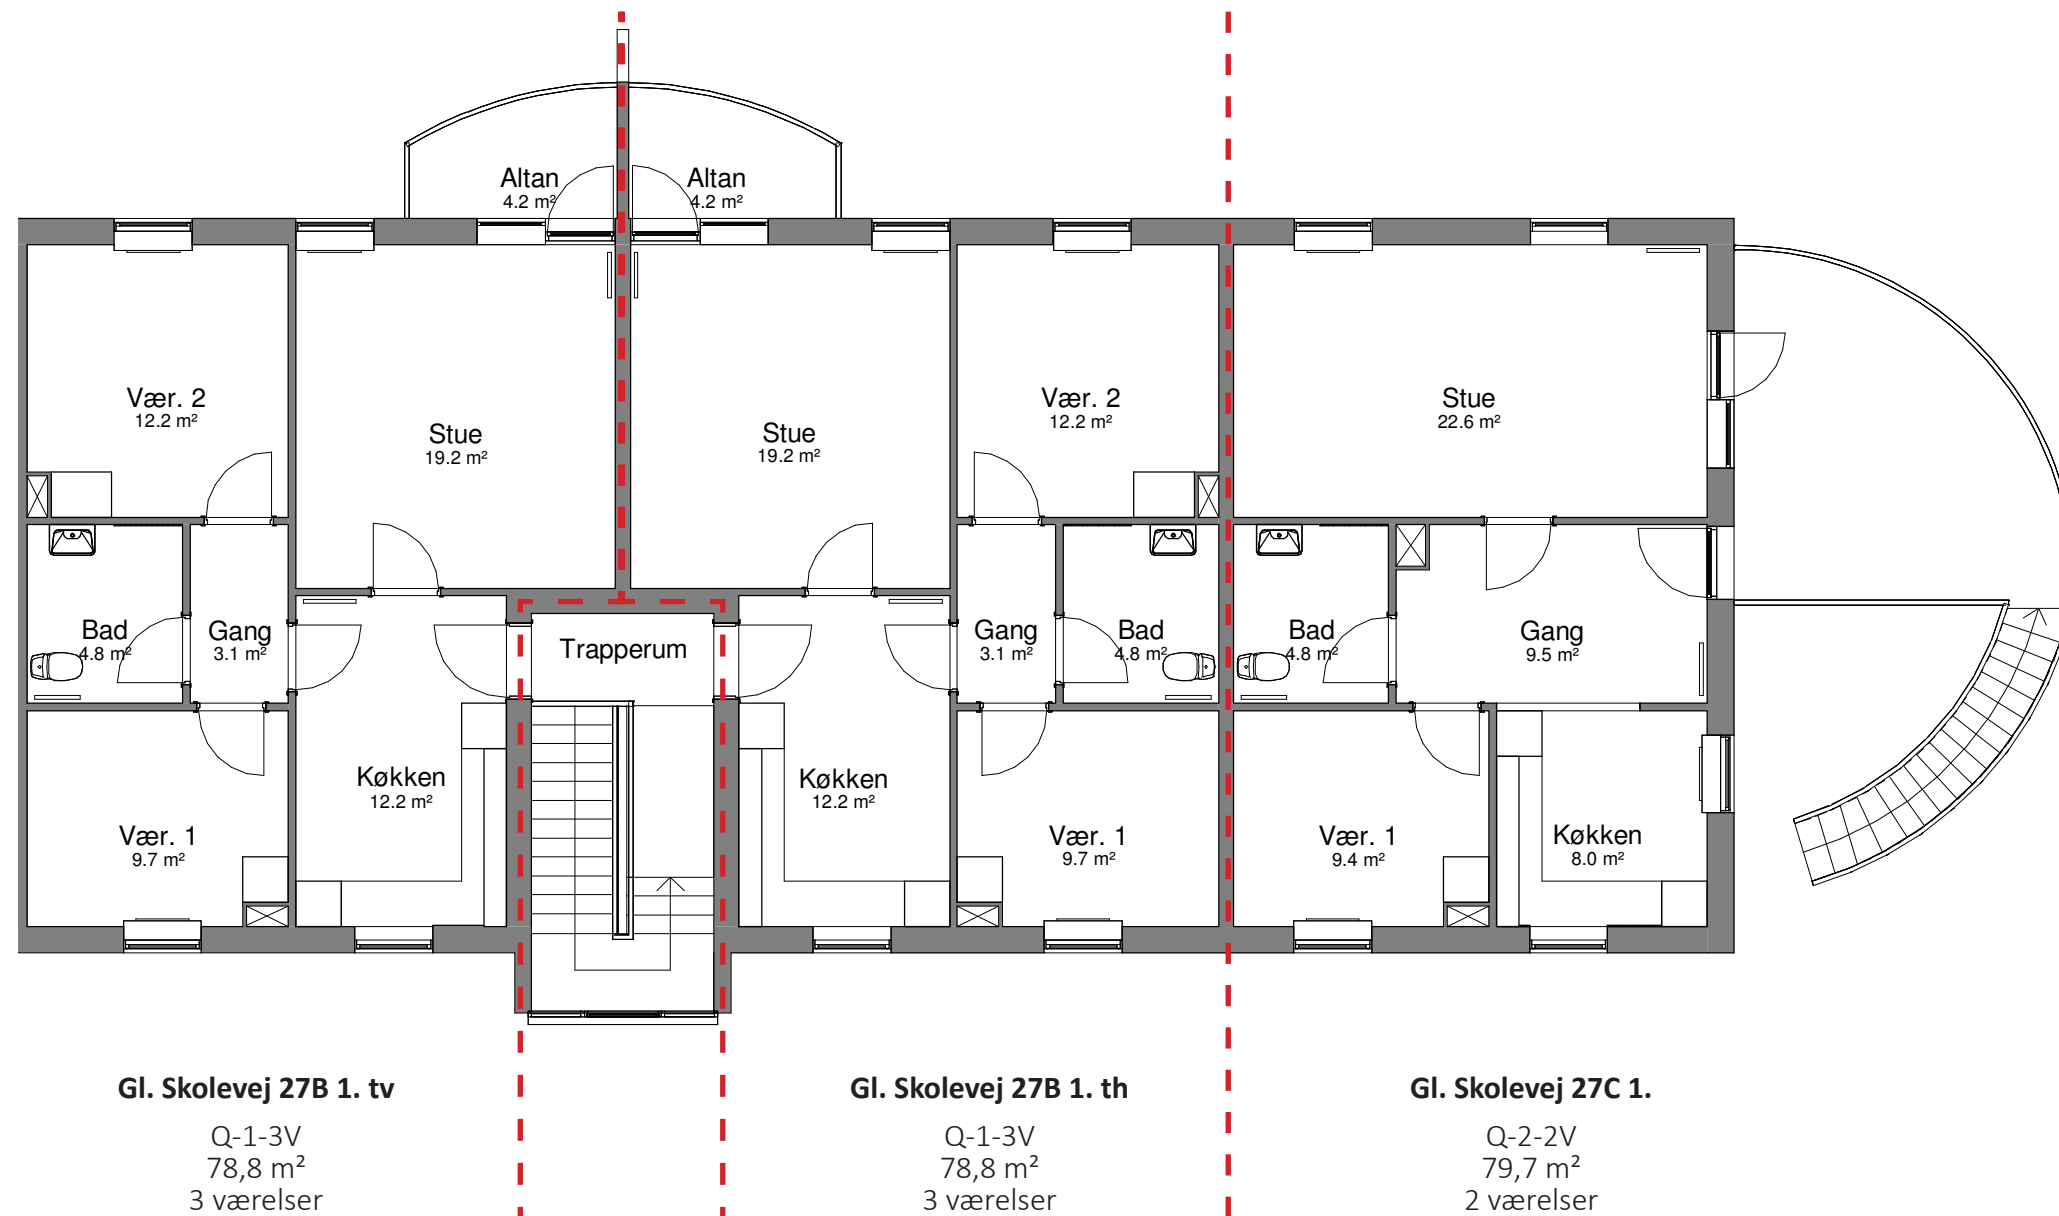 Altan
4.2 m²
Altan
4.2 m²
Vær. 2
12.2 m²
Stue
19.2 m²
Stue
19.2 m²
Vær. 2
12.2 m²
Stue
22.6 m²
Bad
4.8 m²
Gang
3.1 m²
Trapperum
Gang
3.1 m²
Bad
4.8 m²
Bad
4.8 m²
Gang
9.5 m²
Vær. 1
9.7 m²
Køkken
12.2 m²
Køkken
12.2 m²
Vær. 1
9.7 m²
Vær. 1
9.4 m²
Køkken
8.0 m²
Gl. Skolevej 27B 1. tv
Q-1-3V
78,8 m²
3 værelser
Gl. Skolevej 27B 1. th
Q-1-3V
78,8 m²
3 værelser
Gl. Skolevej 27C 1.
Q-2-2V
79,7 m²
2 værelser